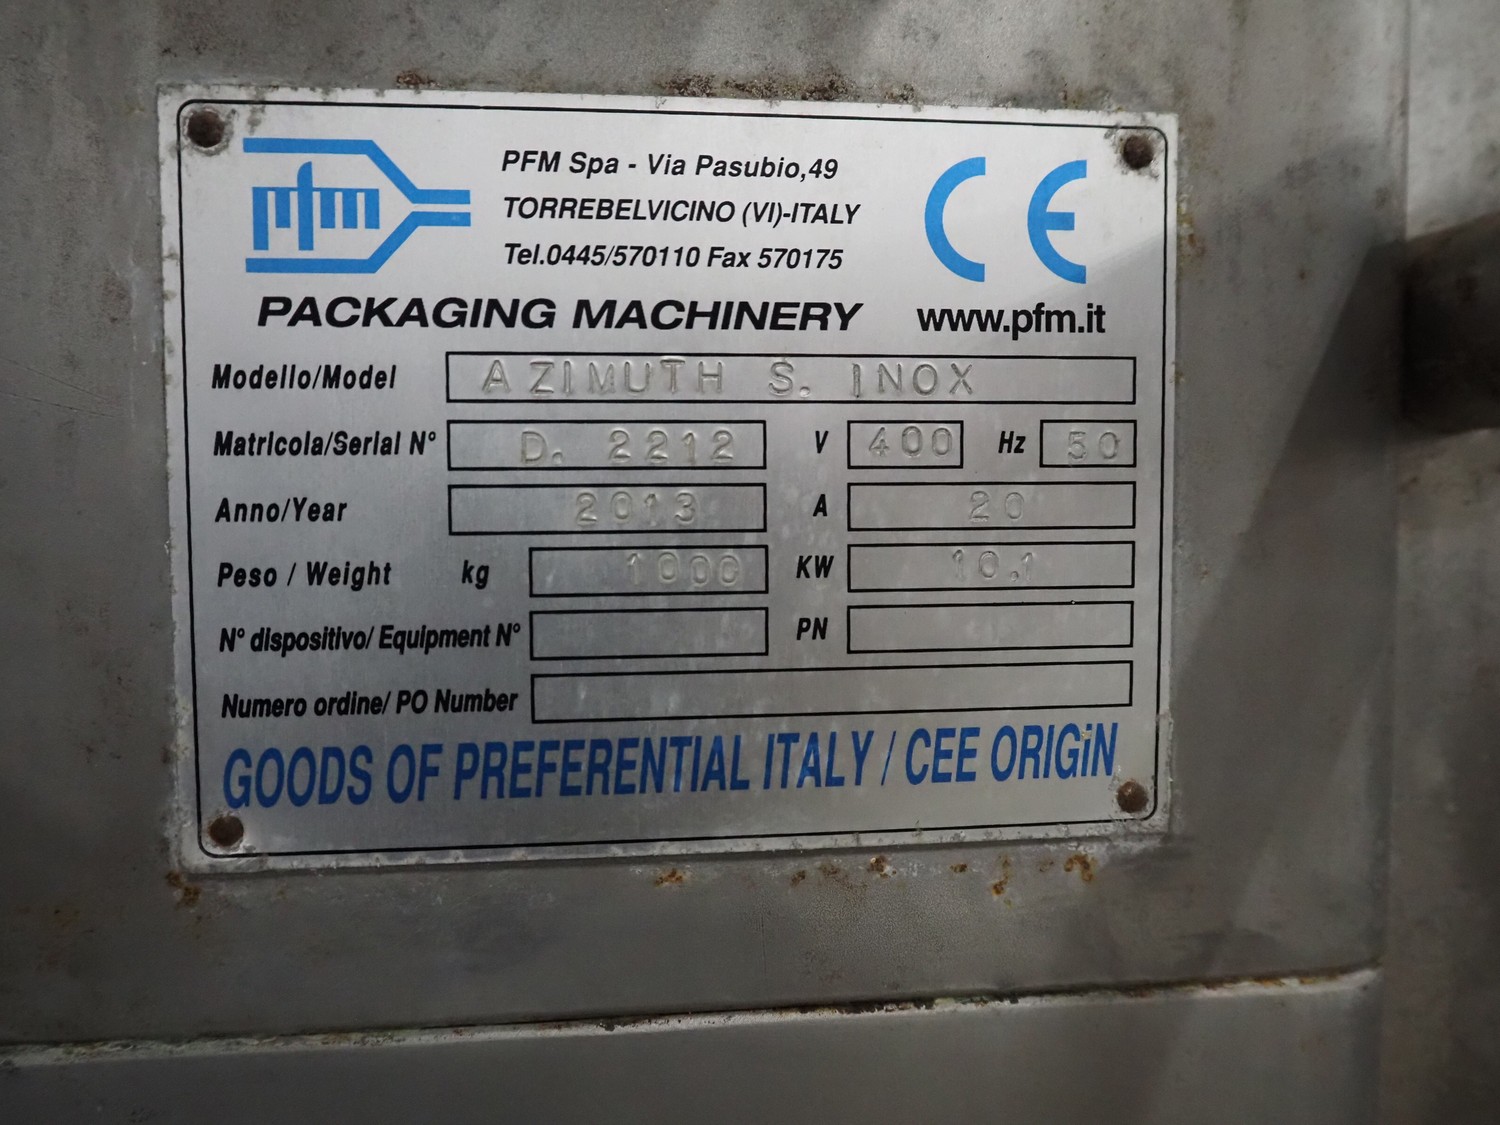 pfm
PFM Spa - Via Pasubio,49
TORREBELVICINO (VI)-ITALY
Tel.0445/570110 Fax 570175
CE
PACKAGING MACHINERY www.pfm.it
Modello/Model AZIMUTH S. INOX
Matricola/Serial N° D. 2212 V 400 Hz 50
Anno/Year 2013 A 20
Peso / Weight kg 1000 KW 10.1
N° dispositivo/ Equipment N° PN
Numero ordine/ PO Number
GOODS OF PREFERENTIAL ITALY / CEE ORIGiN